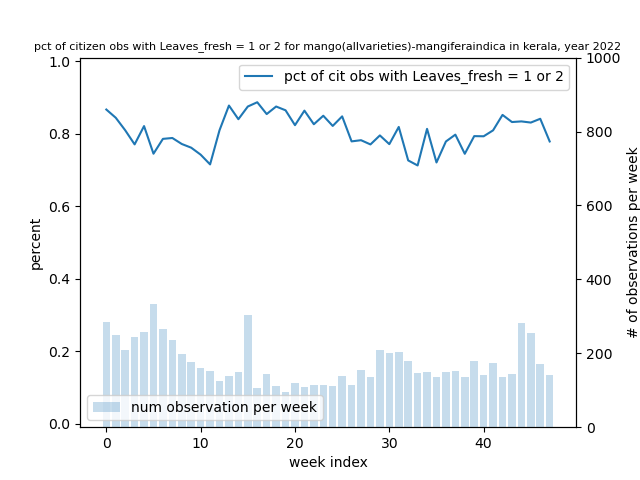 pct of citizen obs with Leaves_fresh = 1 or 2 for mango(allvarieties)-mangiferaindica in kerala, year 2022
pct of cit obs with Leaves_fresh = 1 or 2
1.0
0.8
0.6
0.4
0.2
0.0
percent
1000
800
600
400
200
0
# of observations per week
num observation per week
0
10
20
30
40
week index